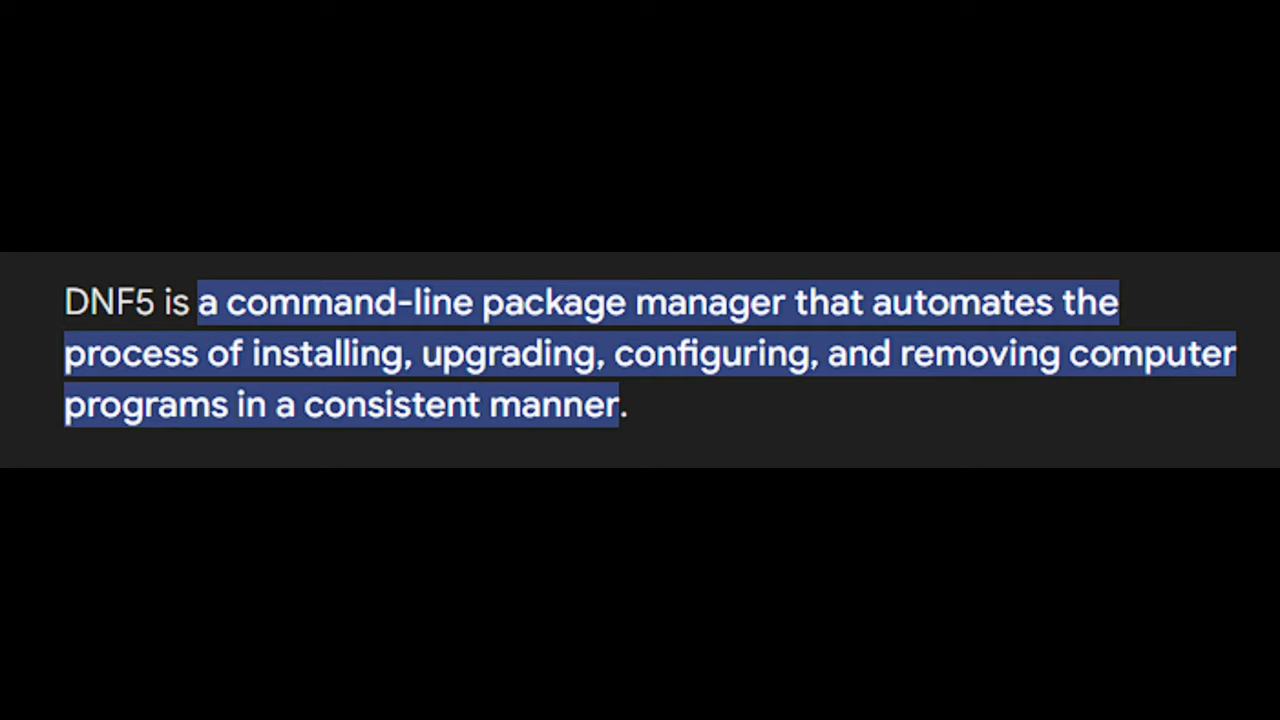 DNF5 is a command-line package manager that automates the
process of installing, upgrading, configuring, and removing computer
programs in a consistent manner.